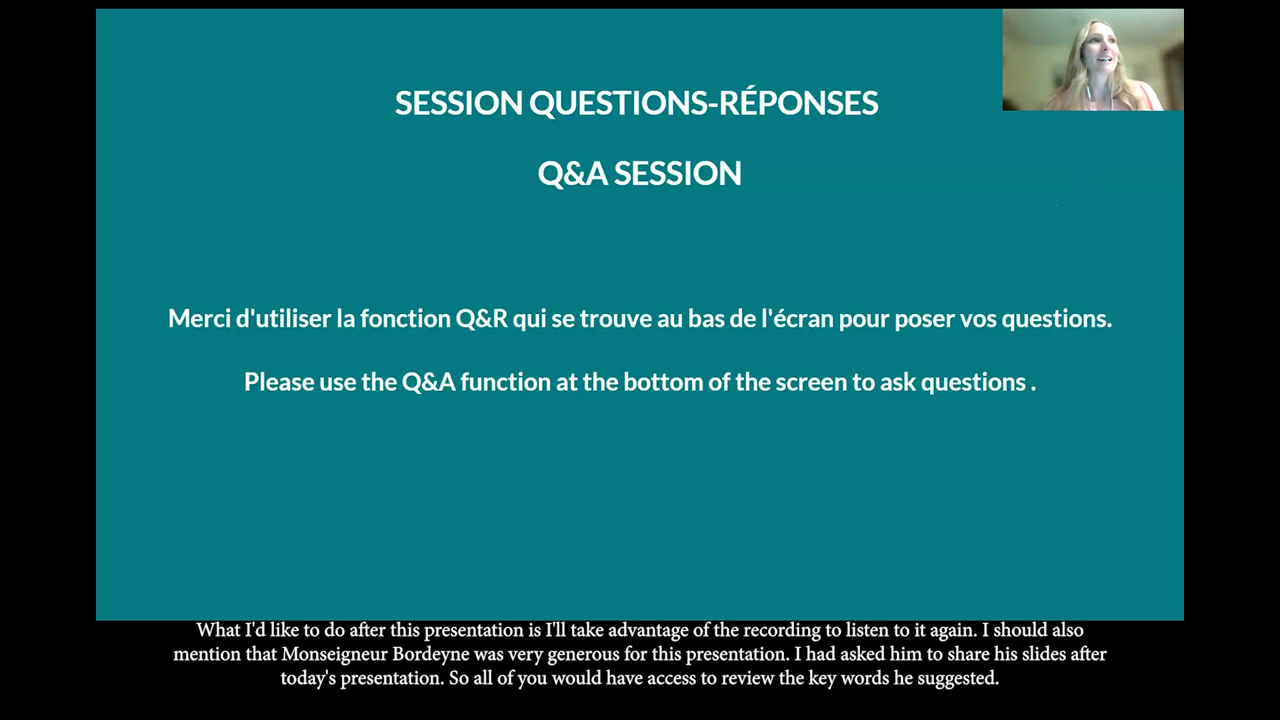 SESSION QUESTIONS-RÉPONSES
Q&A SESSION
Merci d'utiliser la fonction Q&R qui se trouve au bas de l'écran pour poser vos questions.
Please use the Q&A function at the bottom of the screen to ask questions .
What I'd like to do after this presentation is I'll take advantage of the recording to listen to it again. I should also
mention that Monseigneur Bordeyne was very generous for this presentation. I had asked him to share his slides after
today's presentation. So all of you would have access to review the key words he suggested.